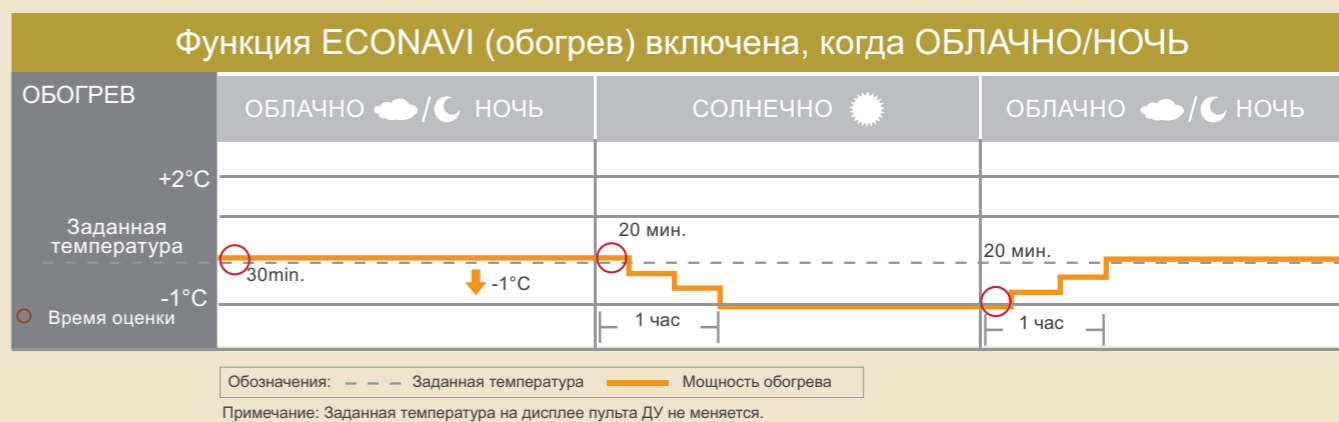 Функция ECONAVI (обогрев) включена, когда ОБЛАЧНО/НОЧЬ
ОБОГРЕВ
ОБЛАЧНО / НОЧЬ
СОЛНЕЧНО
ОБЛАЧНО / НОЧЬ
+2°C
Заданная
температура
-1°C
Время оценки
30min.
-1°C
20 мин.
1 час
20 мин.
1 час
Обозначения: Заданная температура Мощность обогрева
Примечание: Заданная температура на дисплее пульта ДУ не меняется.